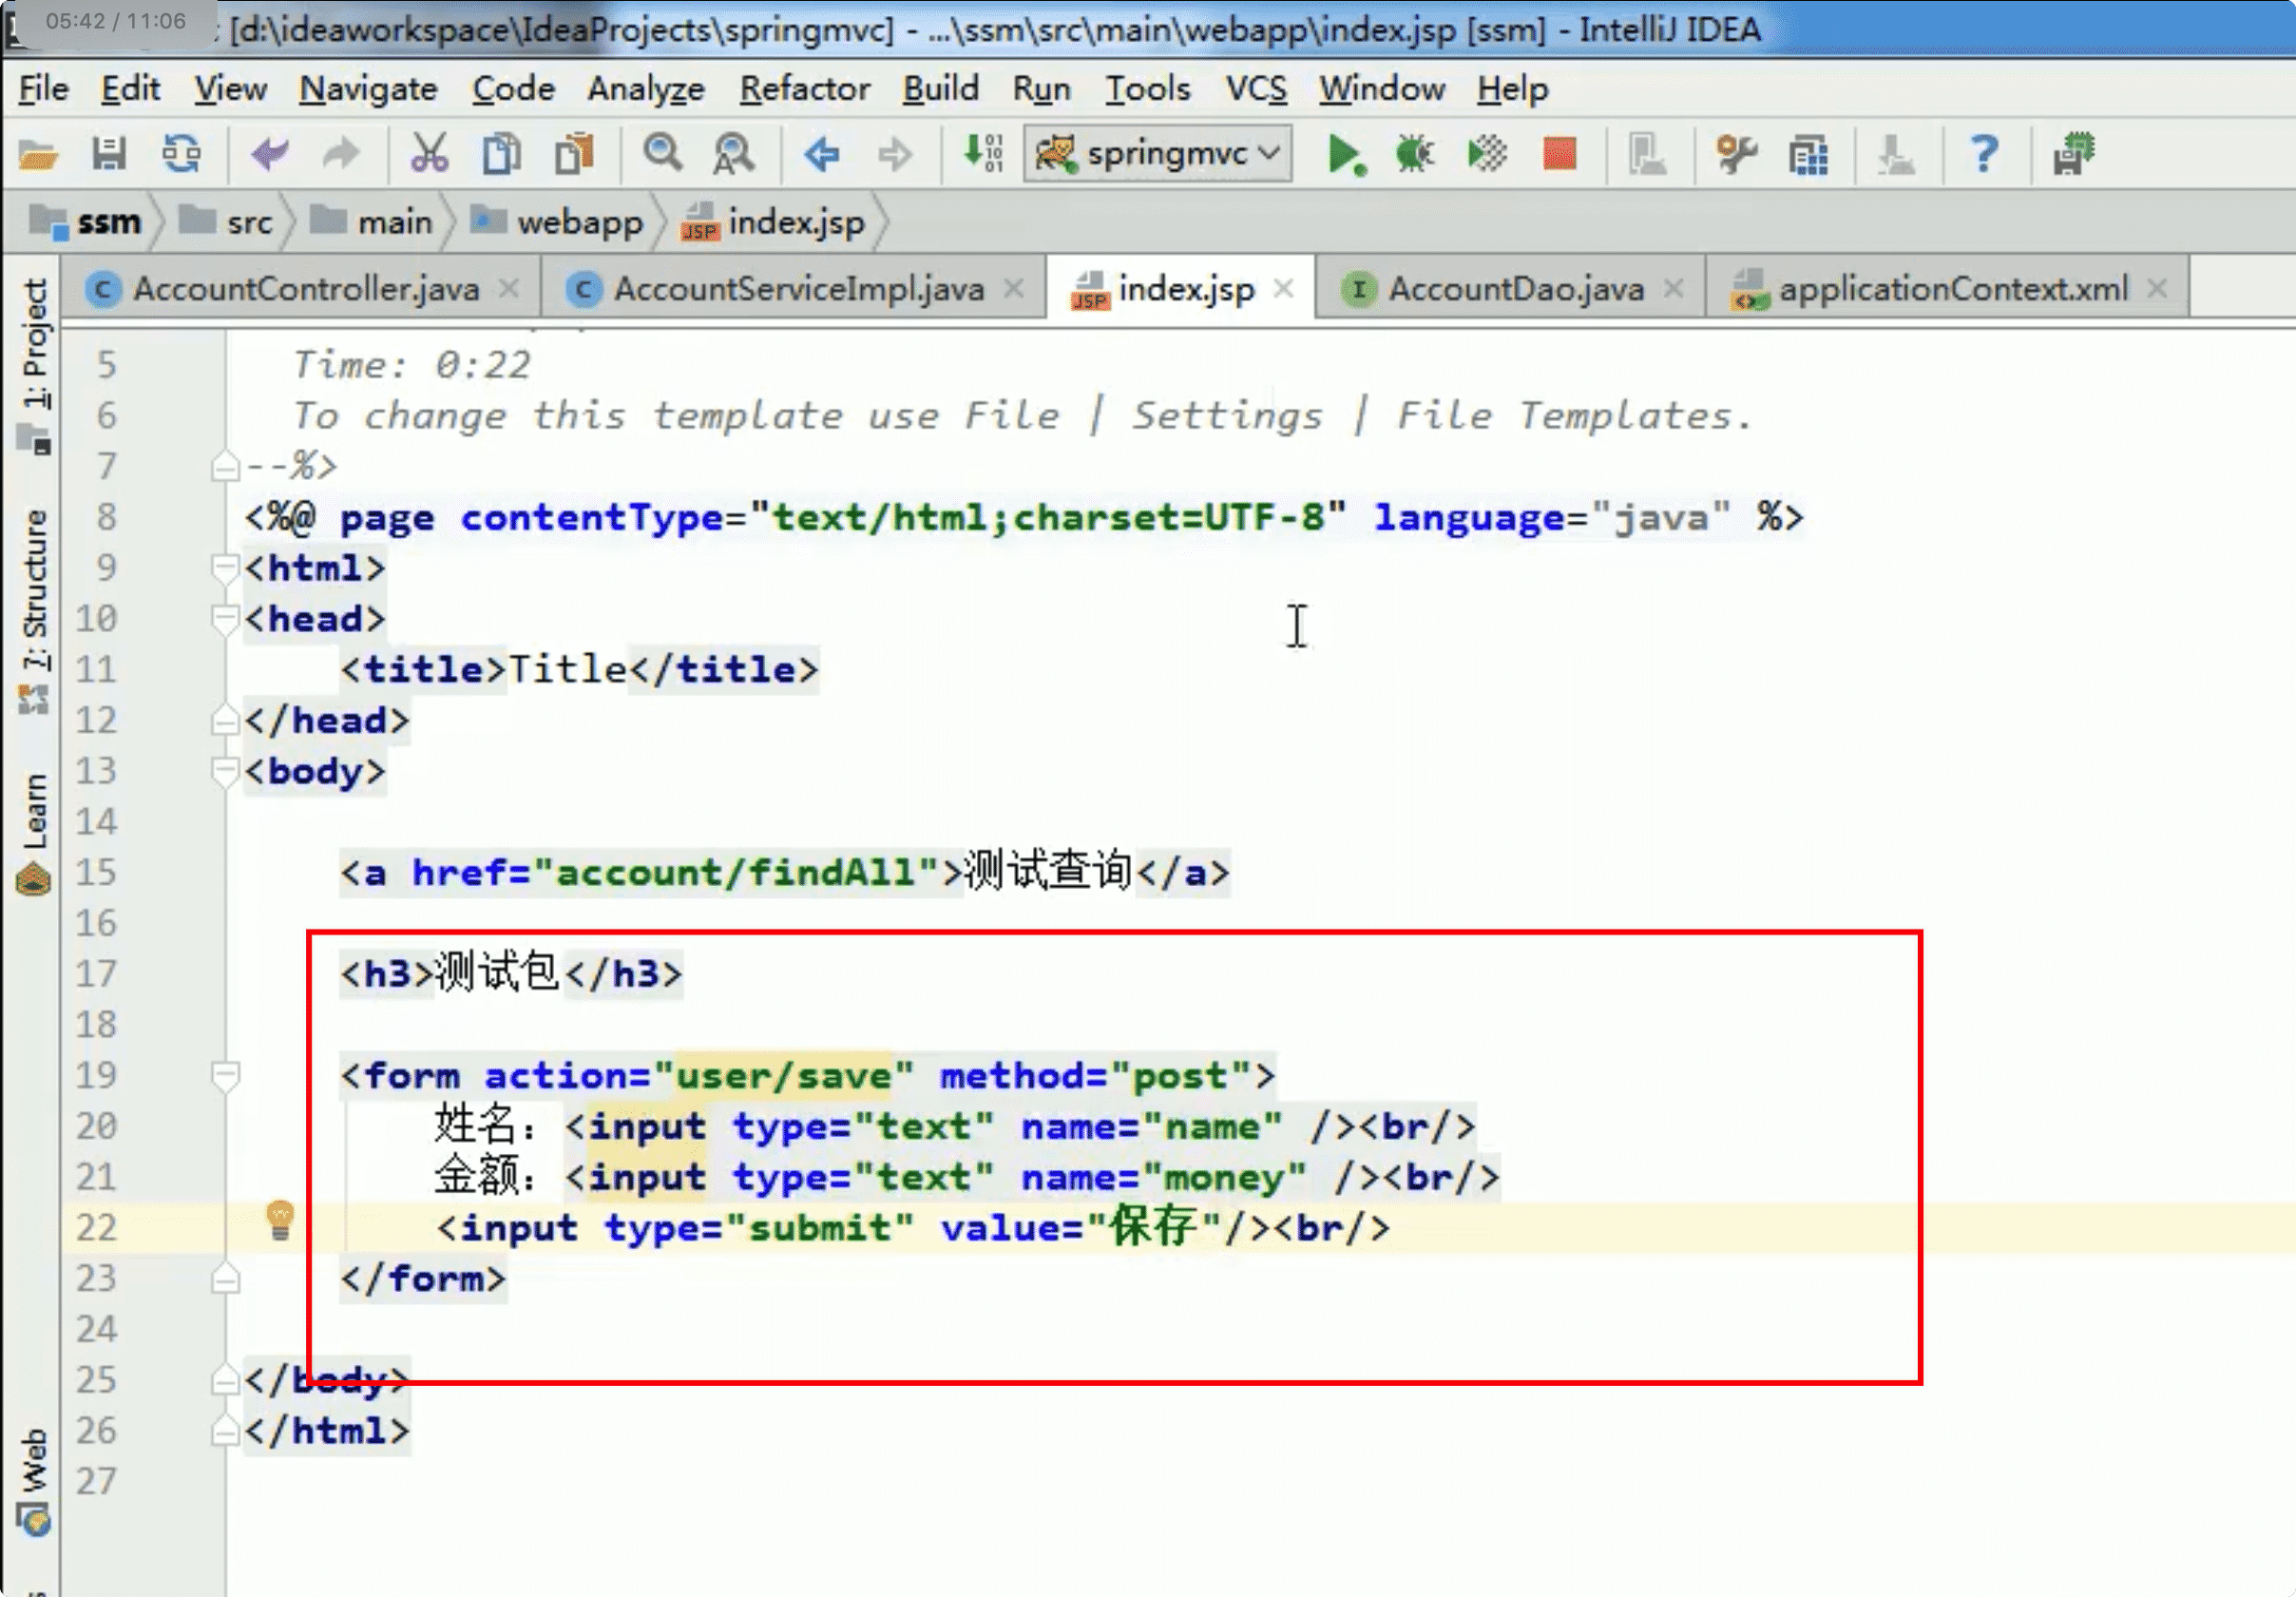 05:42 / 11:06
[d:\ideaworkspace\IdeaProjects\springmvc] - ...\ssm\src\main\webapp\index.jsp [ssm] - IntelliJ IDEA
File Edit View Navigate Code Analyze Refactor Build Run Tools VCS Window Help
springmvc
ssm src main webapp index.jsp
AccountController.java AccountServiceImpl.java index.jsp AccountDao.java applicationContext.xml
1: Project
7: Structure
Learn
Web
5 Time: 0:22
6 To change this template use File | Settings | File Templates.
7 --%>
8 <%@ page contentType="text/html;charset=UTF-8" language="java" %>
9 <html>
10 <head>
11 <title>Title</title>
12 </head>
13 <body>
14
15 <a href="account/findAll">测试查询</a>
16
17 <h3>测试包</h3>
18
19 <form action="user/save" method="post">
20 姓名：<input type="text" name="name" /><br/>
21 金额：<input type="text" name="money" /><br/>
22 <input type="submit" value="保存"/><br/>
23 </form>
24
25 </body>
26 </html>
27